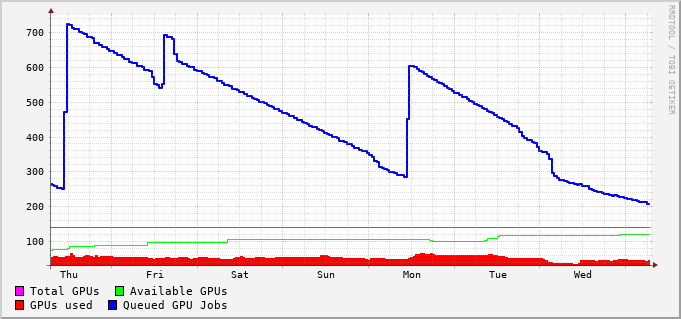 RRDTOOL / TOBI OETIKER
700
600
500
400
300
200
100
Thu Fri Sat Sun Mon Tue Wed
Total GPUs Available GPUs
GPUs used Queued GPU Jobs